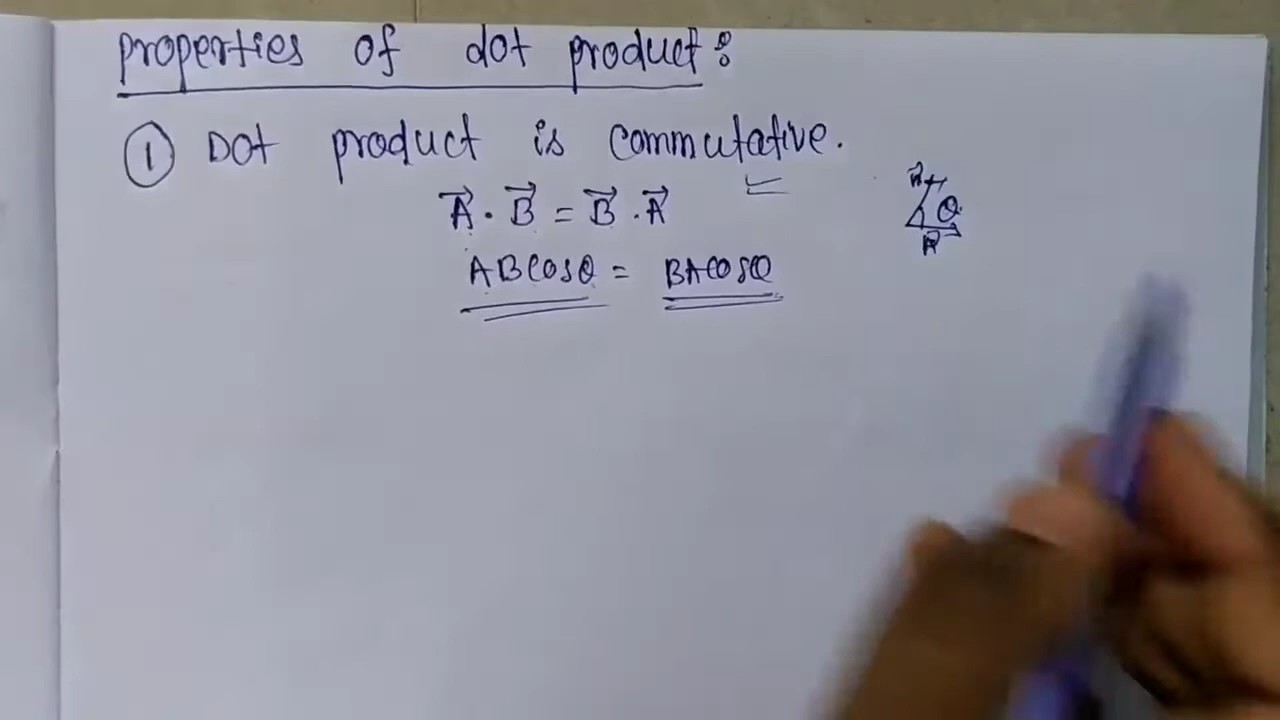 properties of dot product:
① Dot product is commutative.
A⃗ · B⃗ = B⃗ · A⃗
θ
ABcosθ = BAcosθ